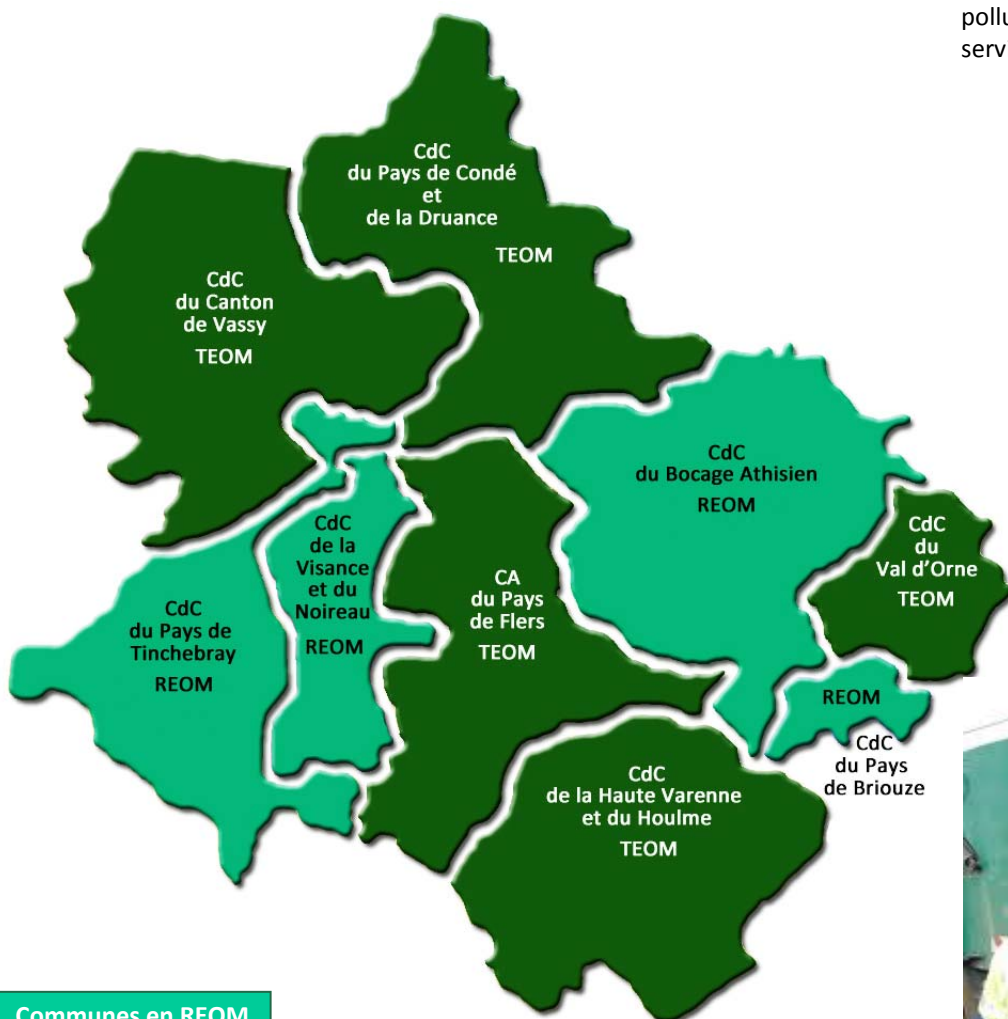 CdC
du Pays de Condé
et
de la Druance
TEOM
CdC
du Canton
de Vassy
TEOM
CdC
du Bocage Athisien
REOM
CdC
de la
Visance
et du
Noireau
REOM
CdC
du
Val d'Orne
TEOM
CA
du Pays
de Flers
TEOM
CdC
du Pays de
Tinchebray
REOM
REOM
CdC
du Pays
de Briouze
CdC
de la Haute Varenne
et du Houlme
TEOM
Communes en REOM